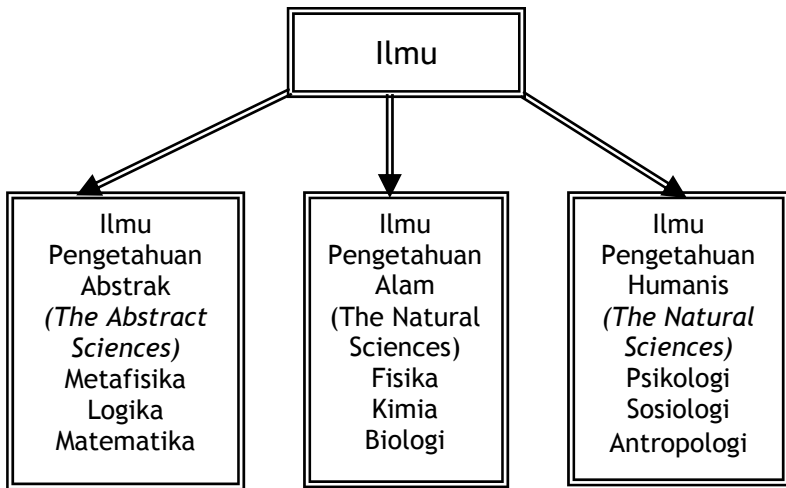 Ilmu
Ilmu
Pengetahuan
Abstrak
(The Abstract
Sciences)
Metafisika
Logika
Matematika
Ilmu
Pengetahuan
Alam
(The Natural
Sciences)
Fisika
Kimia
Biologi
Ilmu
Pengetahuan
Humanis
(The Natural
Sciences)
Psikologi
Sosiologi
Antropologi